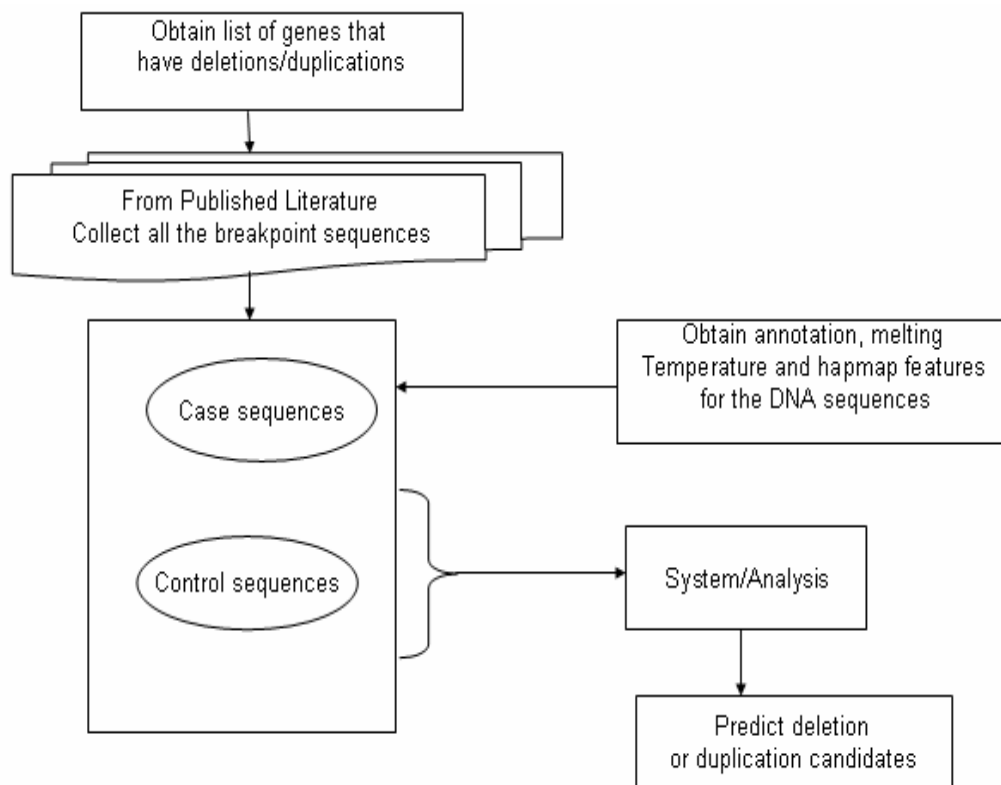 Obtain list of genes that
have deletions/duplications
From Published Literature
Collect all the breakpoint sequences
Case sequences
Control sequences
Obtain annotation, melting
Temperature and hapmap features
for the DNA sequences
System/Analysis
Predict deletion
or duplication candidates